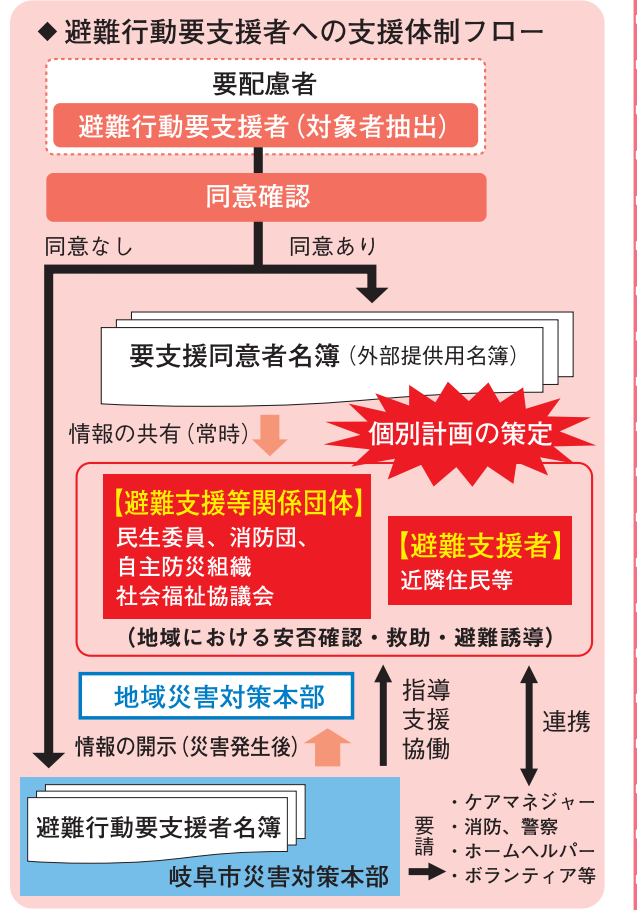 ◆ 避難行動要支援者への支援体制フロー
要配慮者
避難行動要支援者（対象者抽出）
同意確認
同意なし
同意あり
要支援同意者名簿（外部提供用名簿）
情報の共有（常時）
個別計画の策定
【避難支援等関係団体】
民生委員、消防団、
自主防災組織
社会福祉協議会
【避難支援者】
近隣住民等
（地域における安否確認・救助・避難誘導）
地域災害対策本部
指導
支援
協働
連携
情報の開示（災害発生後）
避難行動要支援者名簿
岐阜市災害対策本部
要請
・ケアマネジャー
・消防、警察
・ホームヘルパー
・ボランティア等